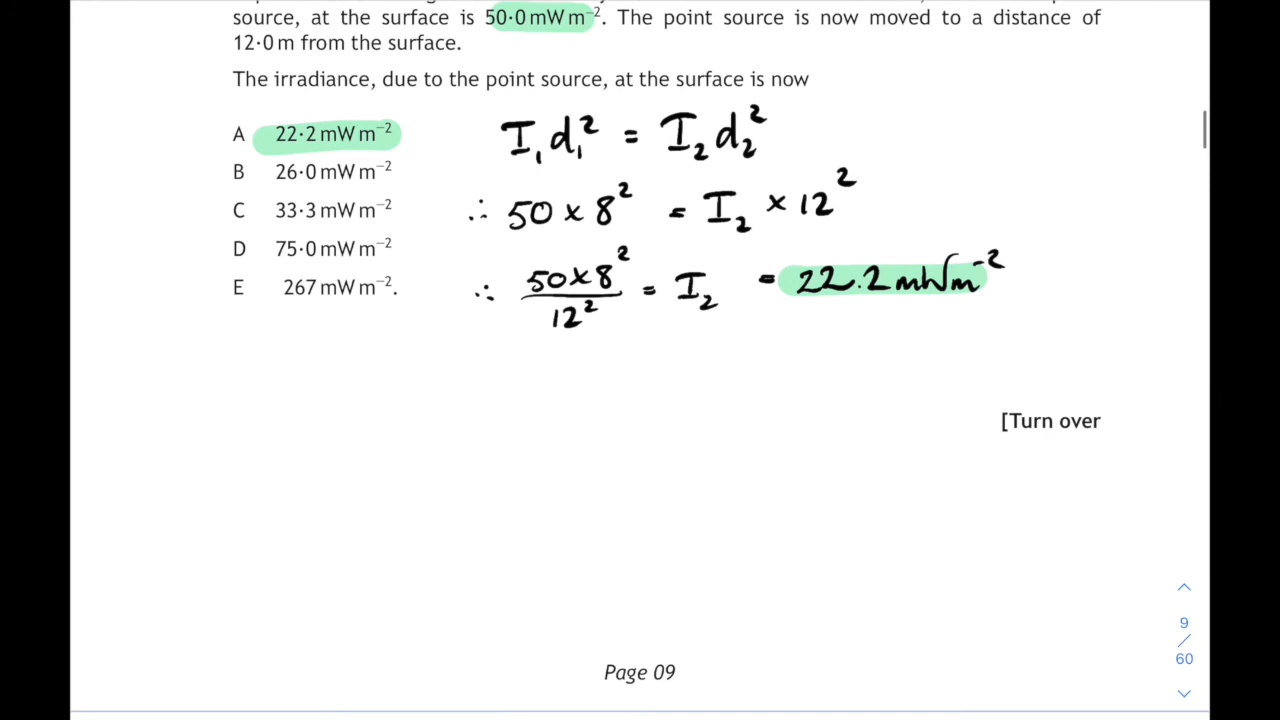 source, at the surface is 50·0 mW m⁻². The point source is now moved to a distance of
12·0 m from the surface.
The irradiance, due to the point source, at the surface is now
A 22·2 mW m⁻²
B 26·0 mW m⁻²
C 33·3 mW m⁻²
D 75·0 mW m⁻²
E 267 mW m⁻².
I₁d₁² = I₂d₂²
∴ 50 × 8² = I₂ × 12²
∴ 50×8² / 12² = I₂ = 22.2 mWm⁻²
[Turn over
9
/
60
Page 09